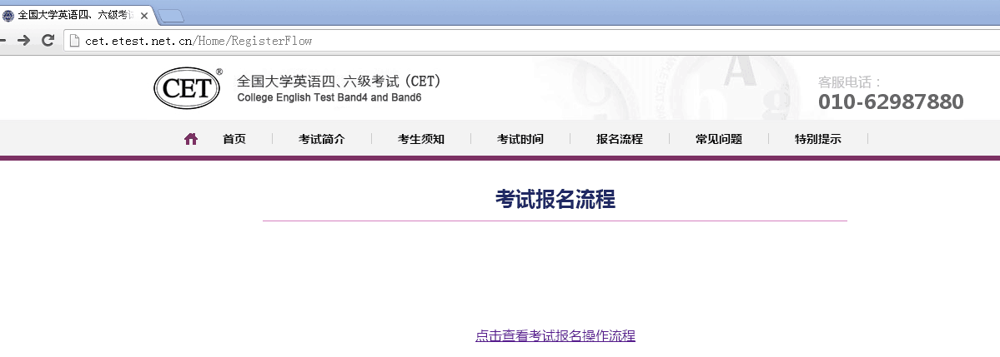 全国大学英语四、六级考试
cet.etest.net.cn/Home/RegisterFlow
CET®
全国大学英语四、六级考试（CET）
College English Test Band4 and Band6
客服电话：
010-62987880
首页 考试简介 考生须知 考试时间 报名流程 常见问题 特别提示
考试报名流程
点击查看考试报名操作流程